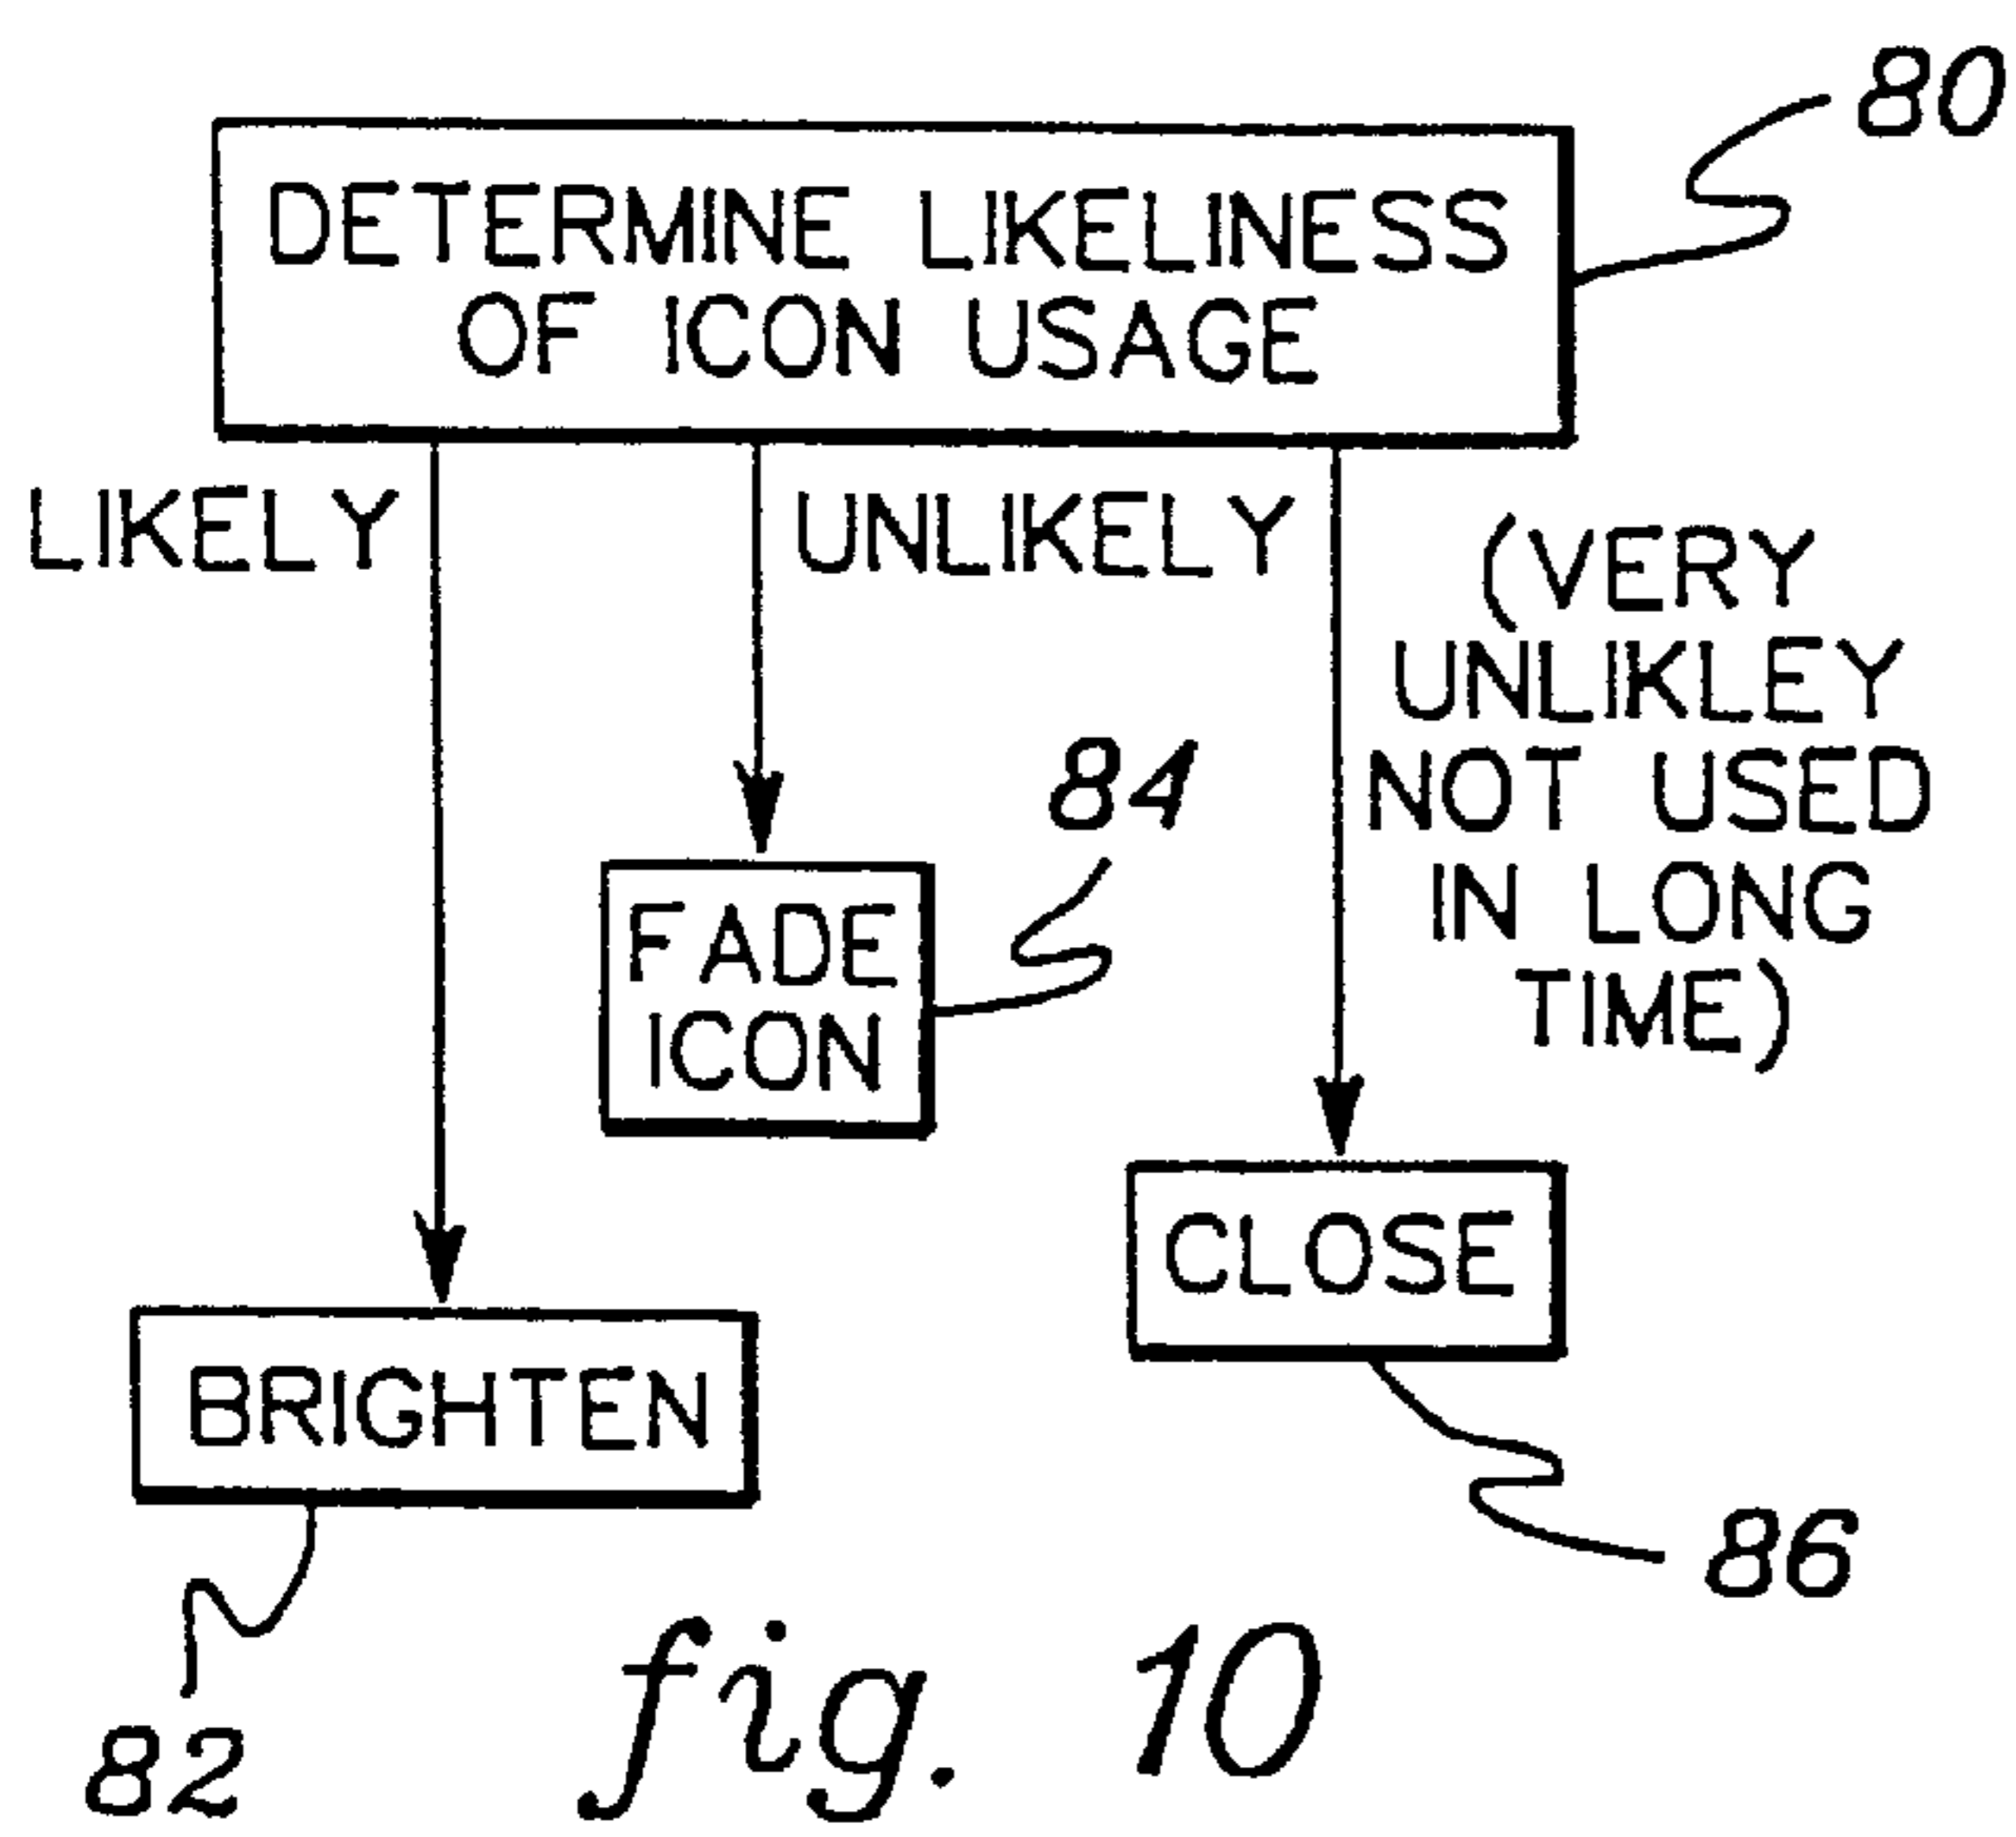 80
DETERMINE LIKELINESS
OF ICON USAGE
LIKELY
UNLIKELY
(VERY
UNLIKLEY
NOT USED
IN LONG
TIME)
84
FADE
ICON
CLOSE
BRIGHTEN
86
82
fig. 10